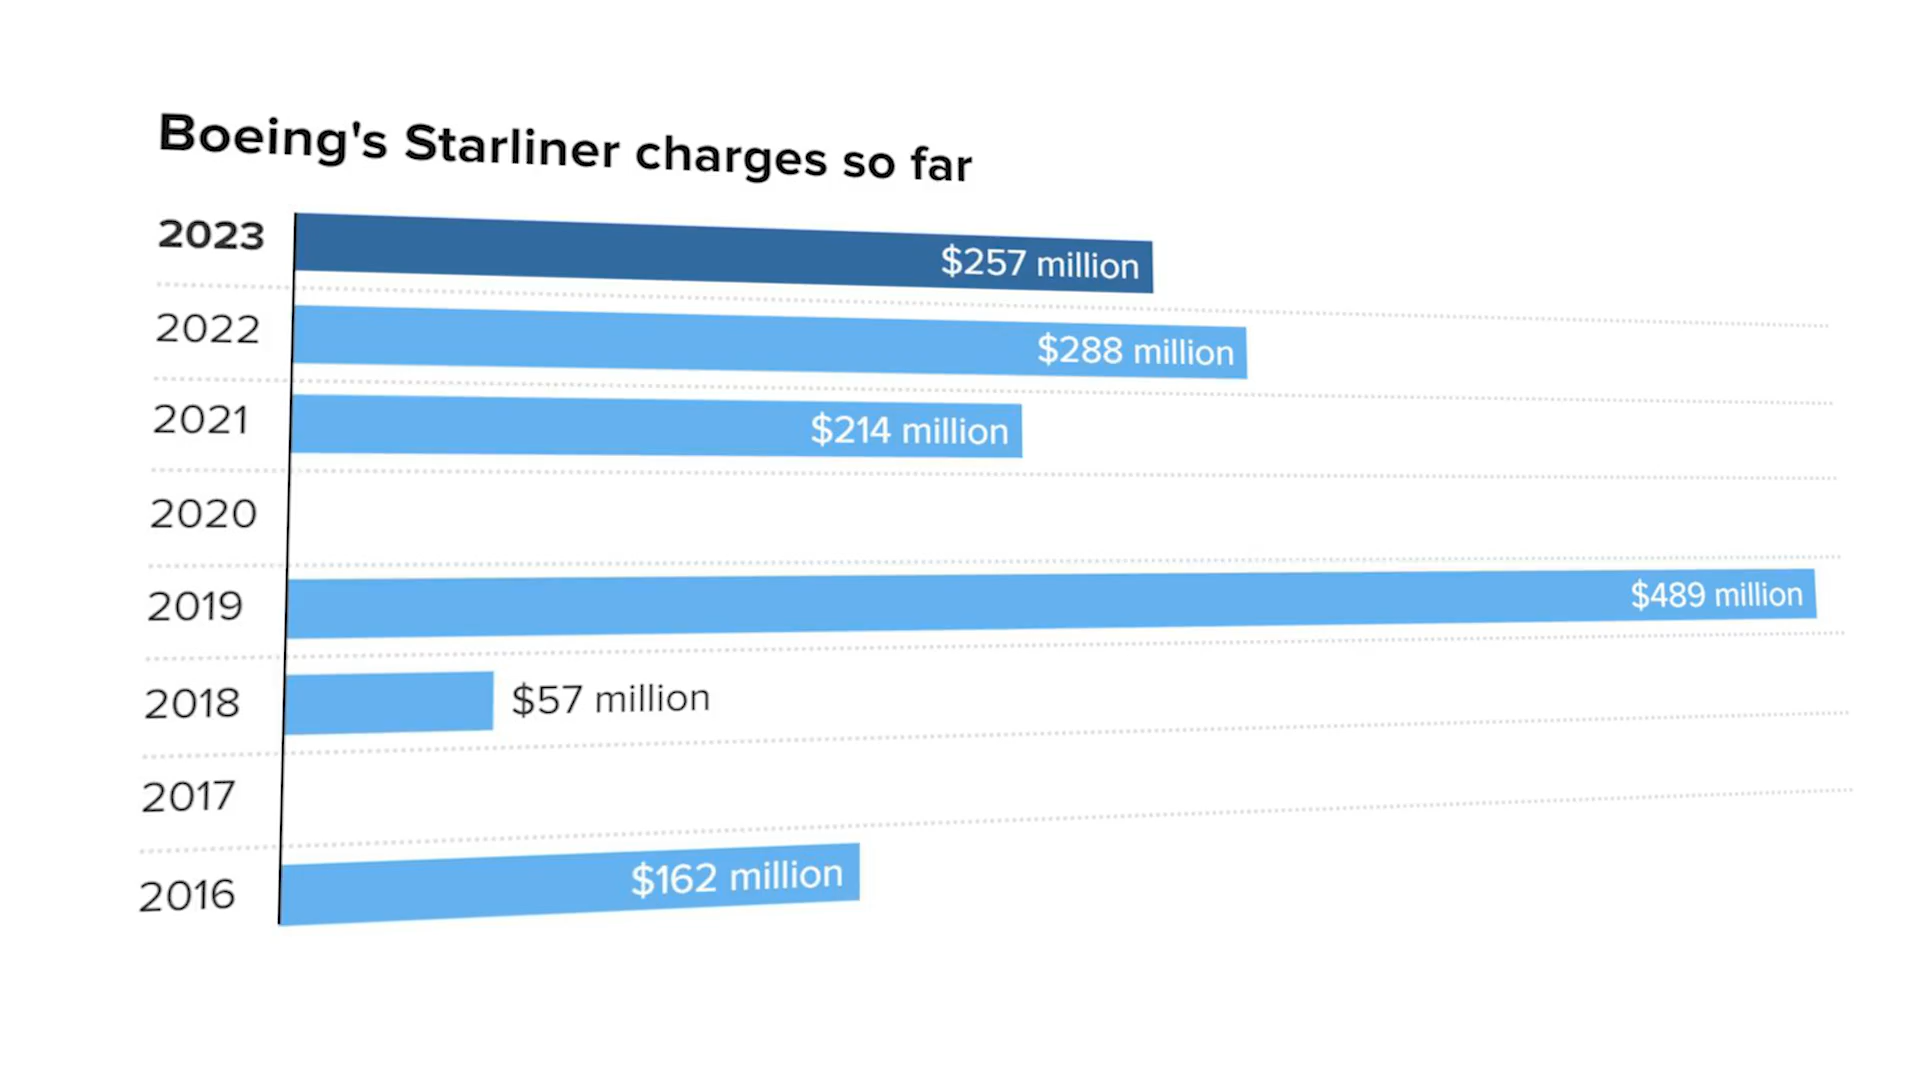 Boeing's Starliner charges so far
2023 $257 million
2022 $288 million
2021 $214 million
2020
2019 $489 million
2018 $57 million
2017
2016 $162 million